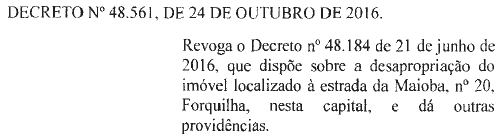 DECRETO Nº 48.561, DE 24 DE OUTUBRO DE 2016.
Revoga o Decreto nº 48.184 de 21 de junho de
2016, que dispõe sobre a desapropriação do
imóvel localizado à estrada da Maioba, nº 20,
Forquilha, nesta capital, e dá outras
providências.